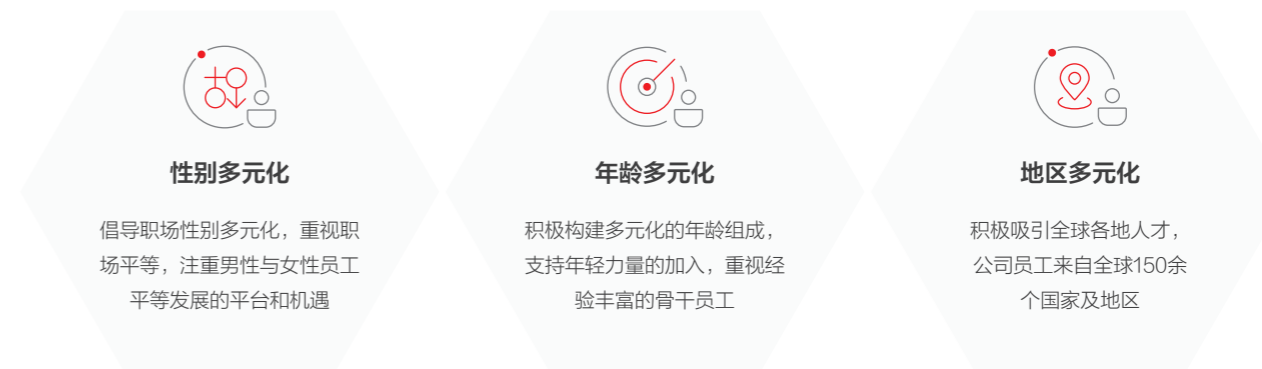 性别多元化
倡导职场性别多元化，重视职
场平等，注重男性与女性员工
平等发展的平台和机遇
年龄多元化
积极构建多元化的年龄组成，
支持年轻力量的加入，重视经
验丰富的骨干员工
地区多元化
积极吸引全球各地人才，
公司员工来自全球150余
个国家及地区